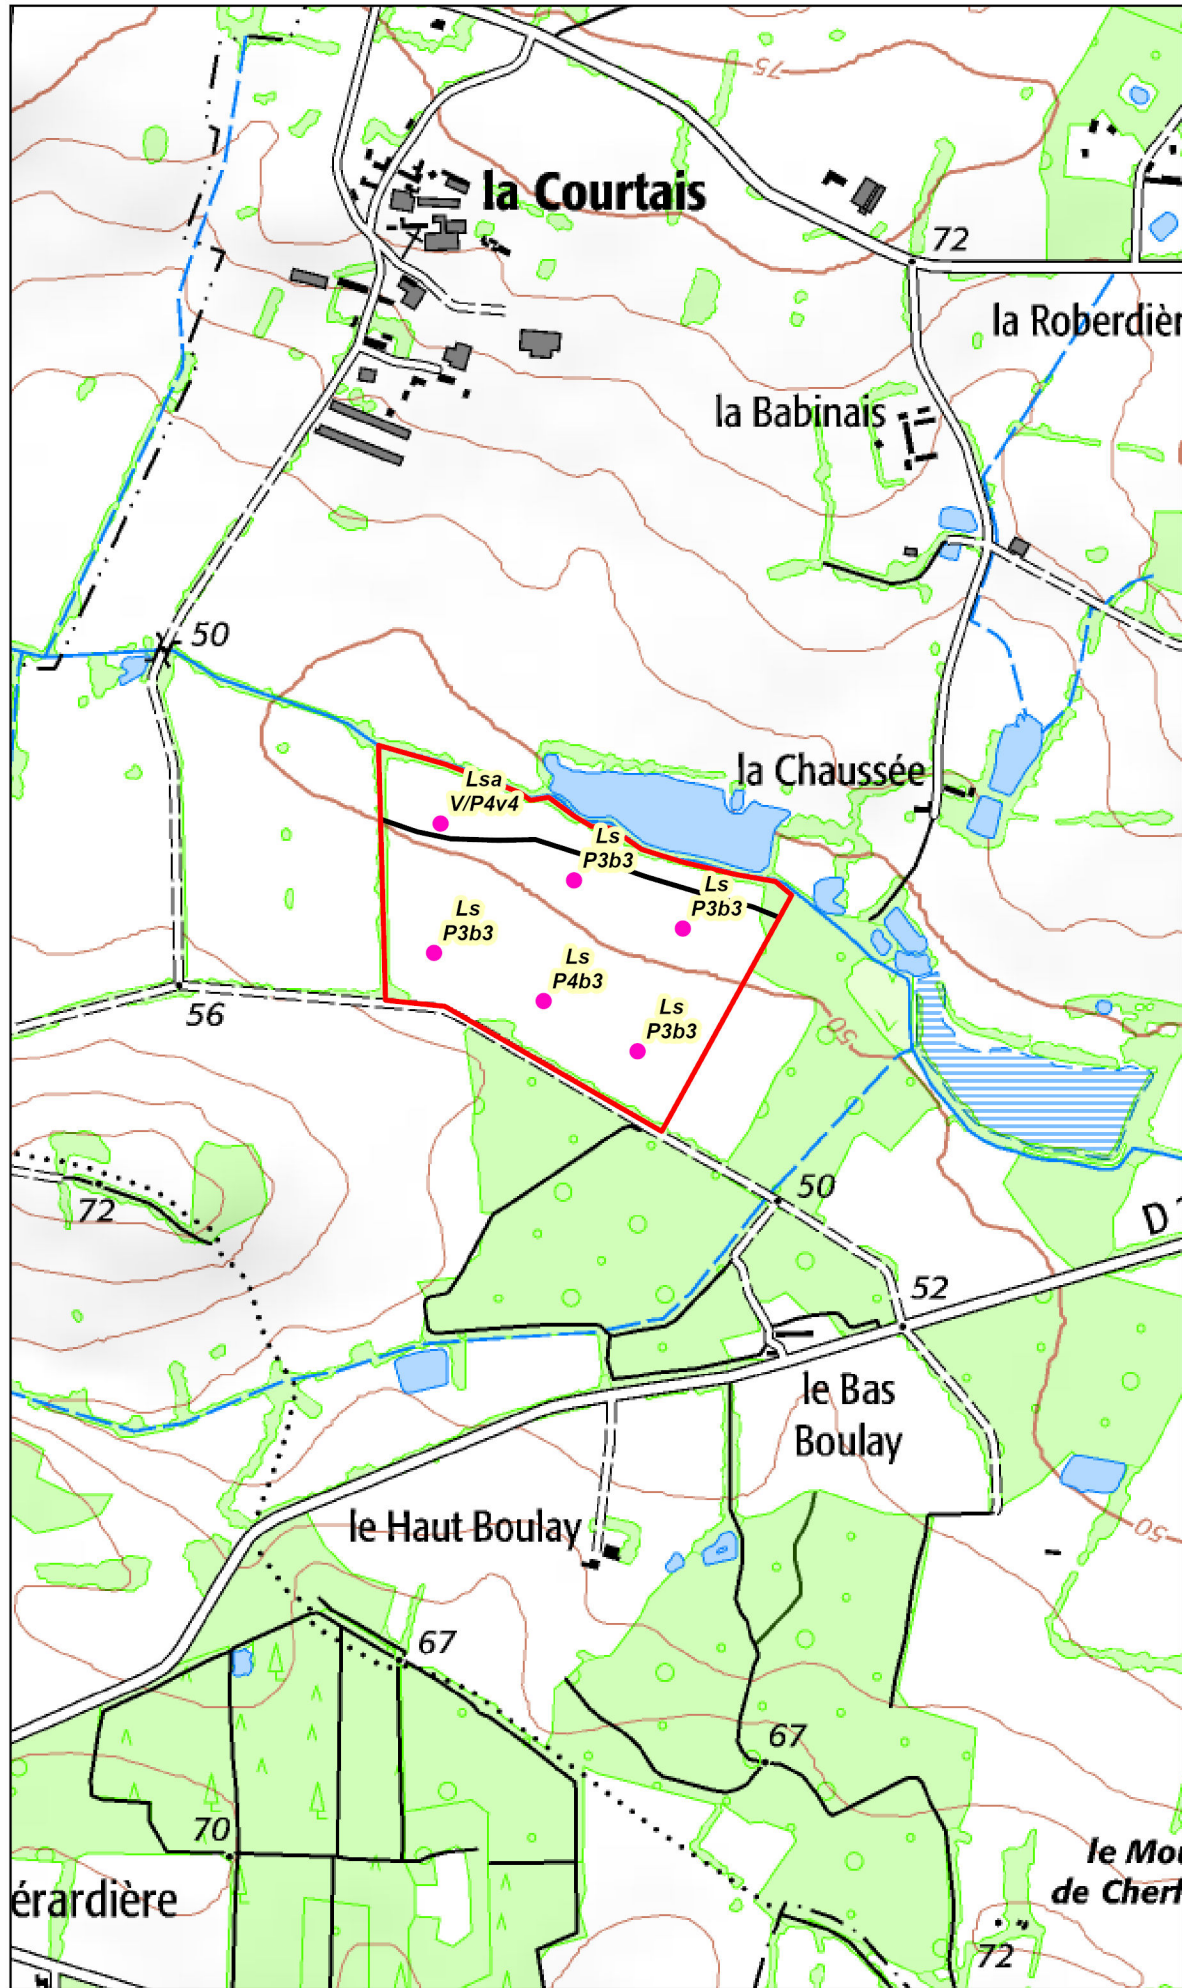 75
la Courtais
72
la Roberdièr
la Babinais
50
la Chaussée
Lsa
V/P4v4
Ls
P3b3
Ls
P3b3
Ls
P3b3
Ls
P4b3
Ls
P3b3
56
50
72
50
D 1
52
le Bas
Boulay
le Haut Boulay
50
67
67
70
le Mou
de Cherf
érardière
72